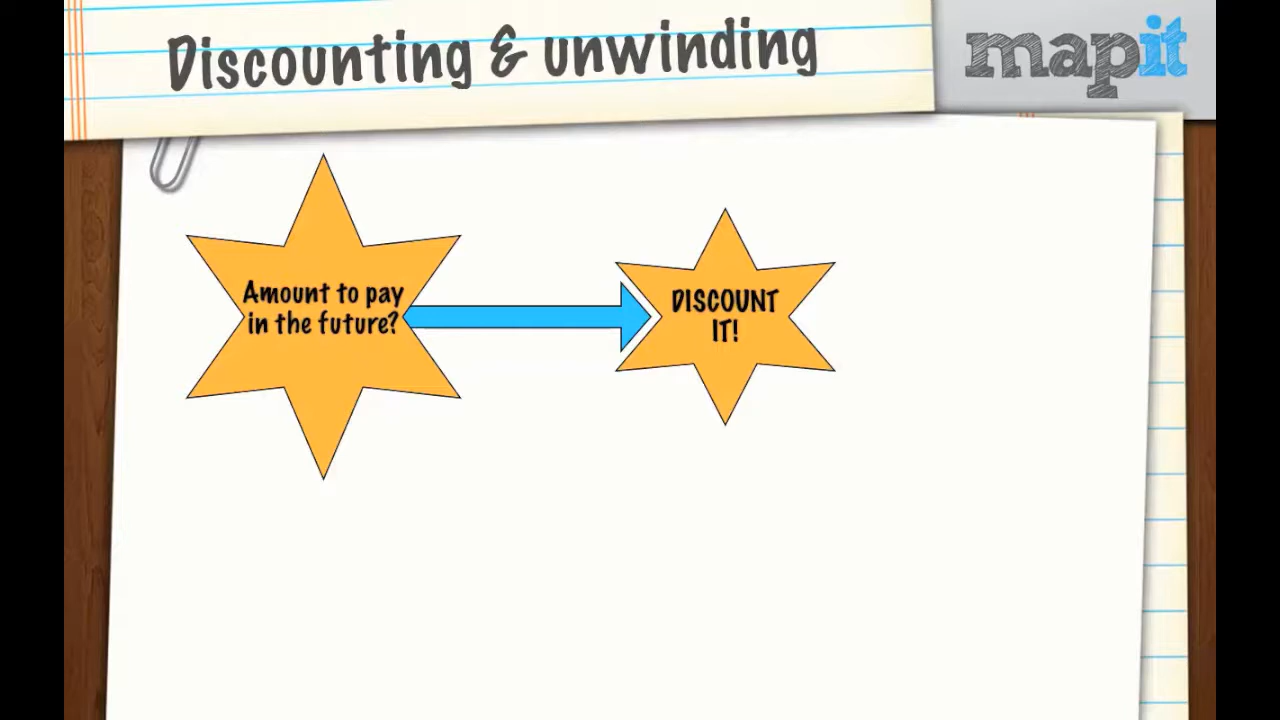 Discounting & unwinding
mapit
Amount to pay
in the future?
DISCOUNT
IT!